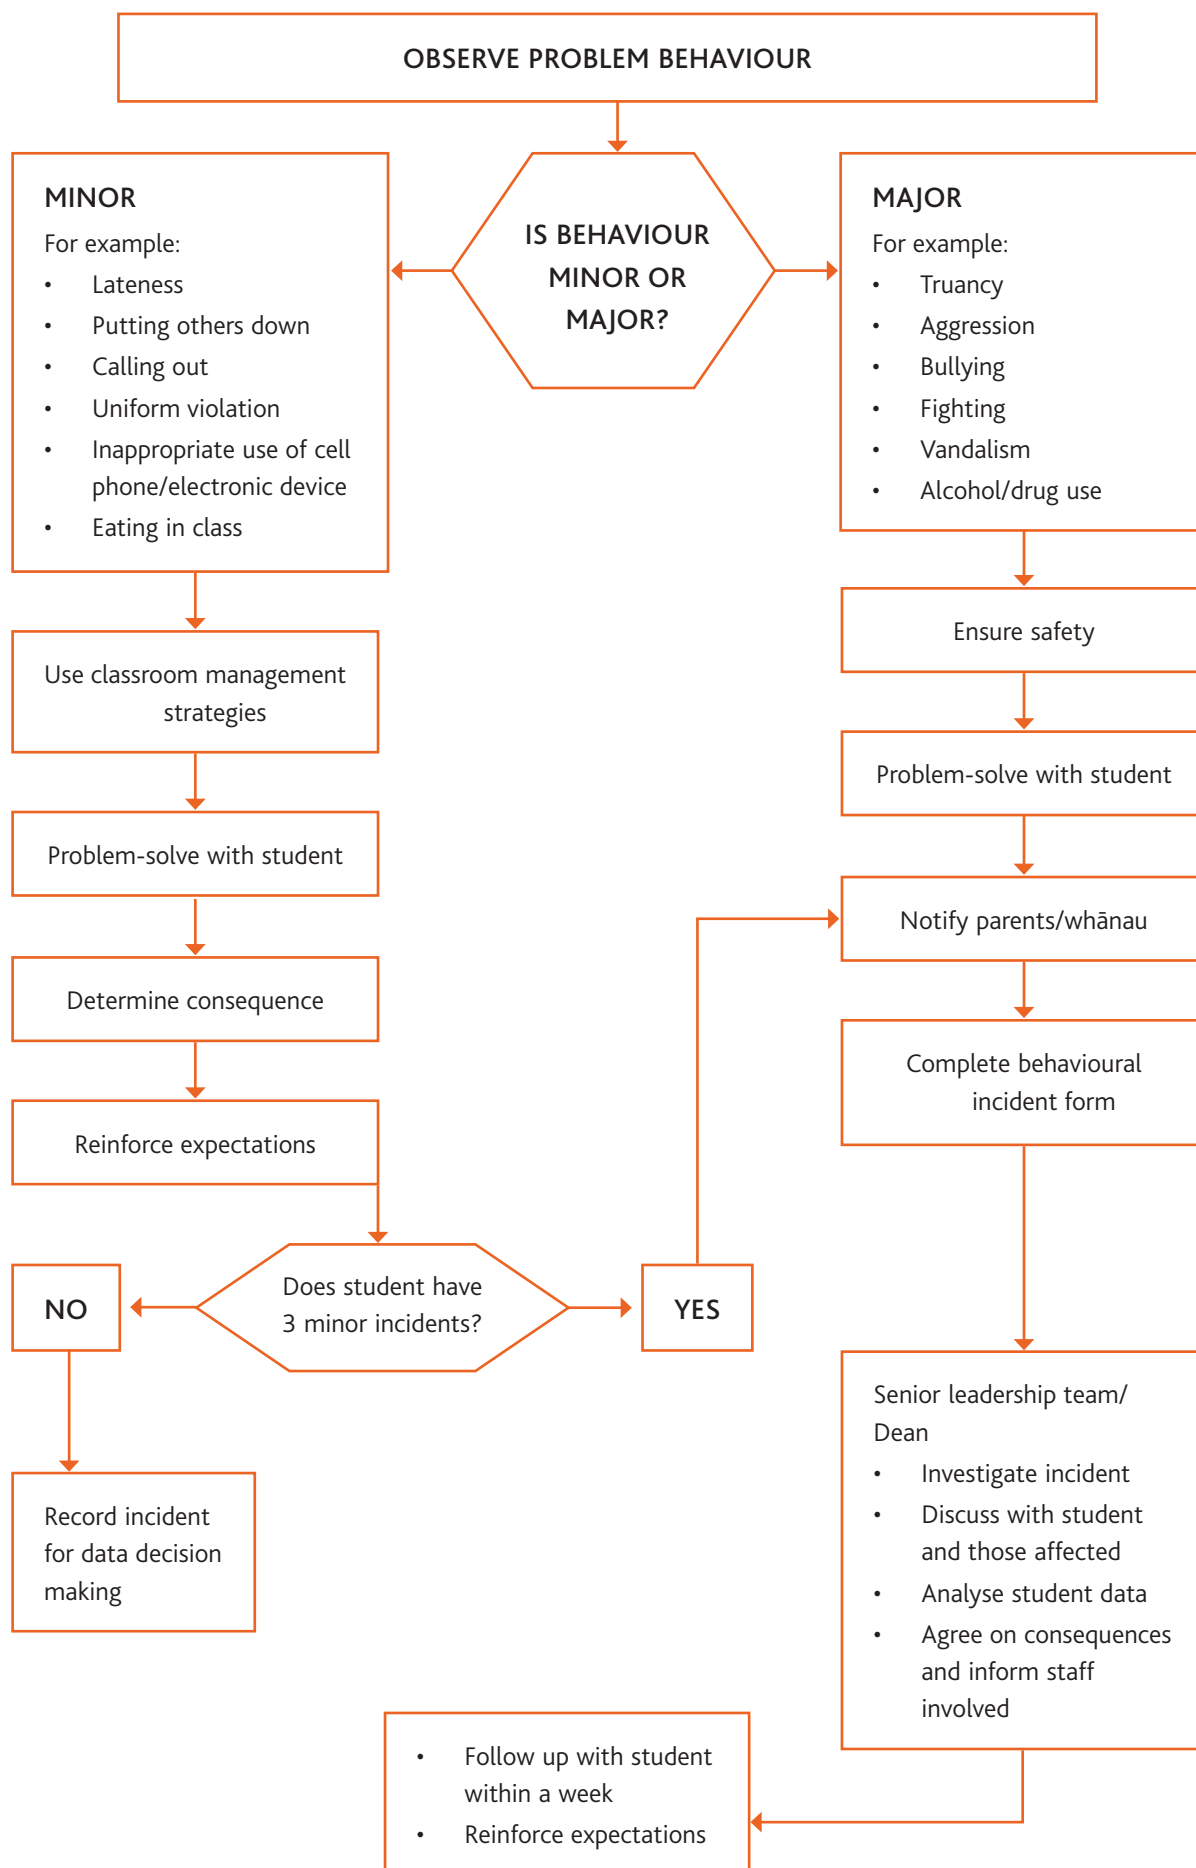 OBSERVE PROBLEM BEHAVIOUR
IS BEHAVIOUR
MINOR OR
MAJOR?
MINOR
For example:
• Lateness
• Putting others down
• Calling out
• Uniform violation
• Inappropriate use of cell
phone/electronic device
• Eating in class
Use classroom management
strategies
Problem-solve with student
Determine consequence
Reinforce expectations
Does student have
3 minor incidents?
NO
YES
Record incident
for data decision
making
MAJOR
For example:
• Truancy
• Aggression
• Bullying
• Fighting
• Vandalism
• Alcohol/drug use
Ensure safety
Problem-solve with student
Notify parents/whānau
Complete behavioural
incident form
Senior leadership team/
Dean
• Investigate incident
• Discuss with student
and those affected
• Analyse student data
• Agree on consequences
and inform staff
involved
• Follow up with student
within a week
• Reinforce expectations